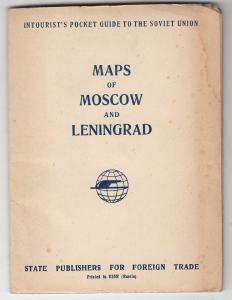 INTOURIST'S POCKET GUIDE TO THE SOVIET UNION
MAPS
OF
MOSCOW
AND
LENINGRAD
STATE PUBLISHERS FOR FOREIGN TRADE
Printed in USSR (Russia)